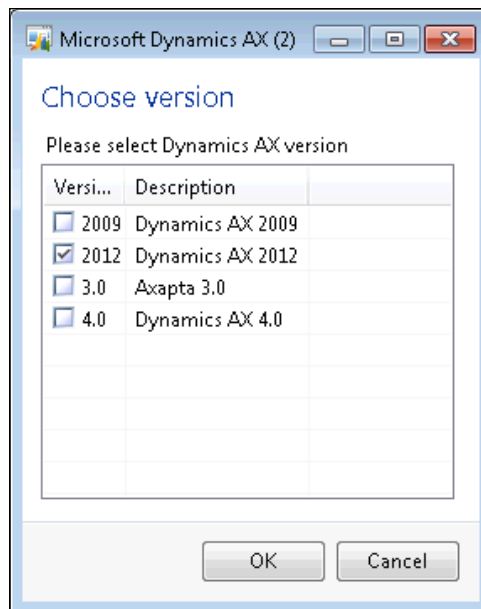 Microsoft Dynamics AX (2)
Choose version
Please select Dynamics AX version
Versi... Description
2009 Dynamics AX 2009
2012 Dynamics AX 2012
3.0 Axapta 3.0
4.0 Dynamics AX 4.0
OK Cancel